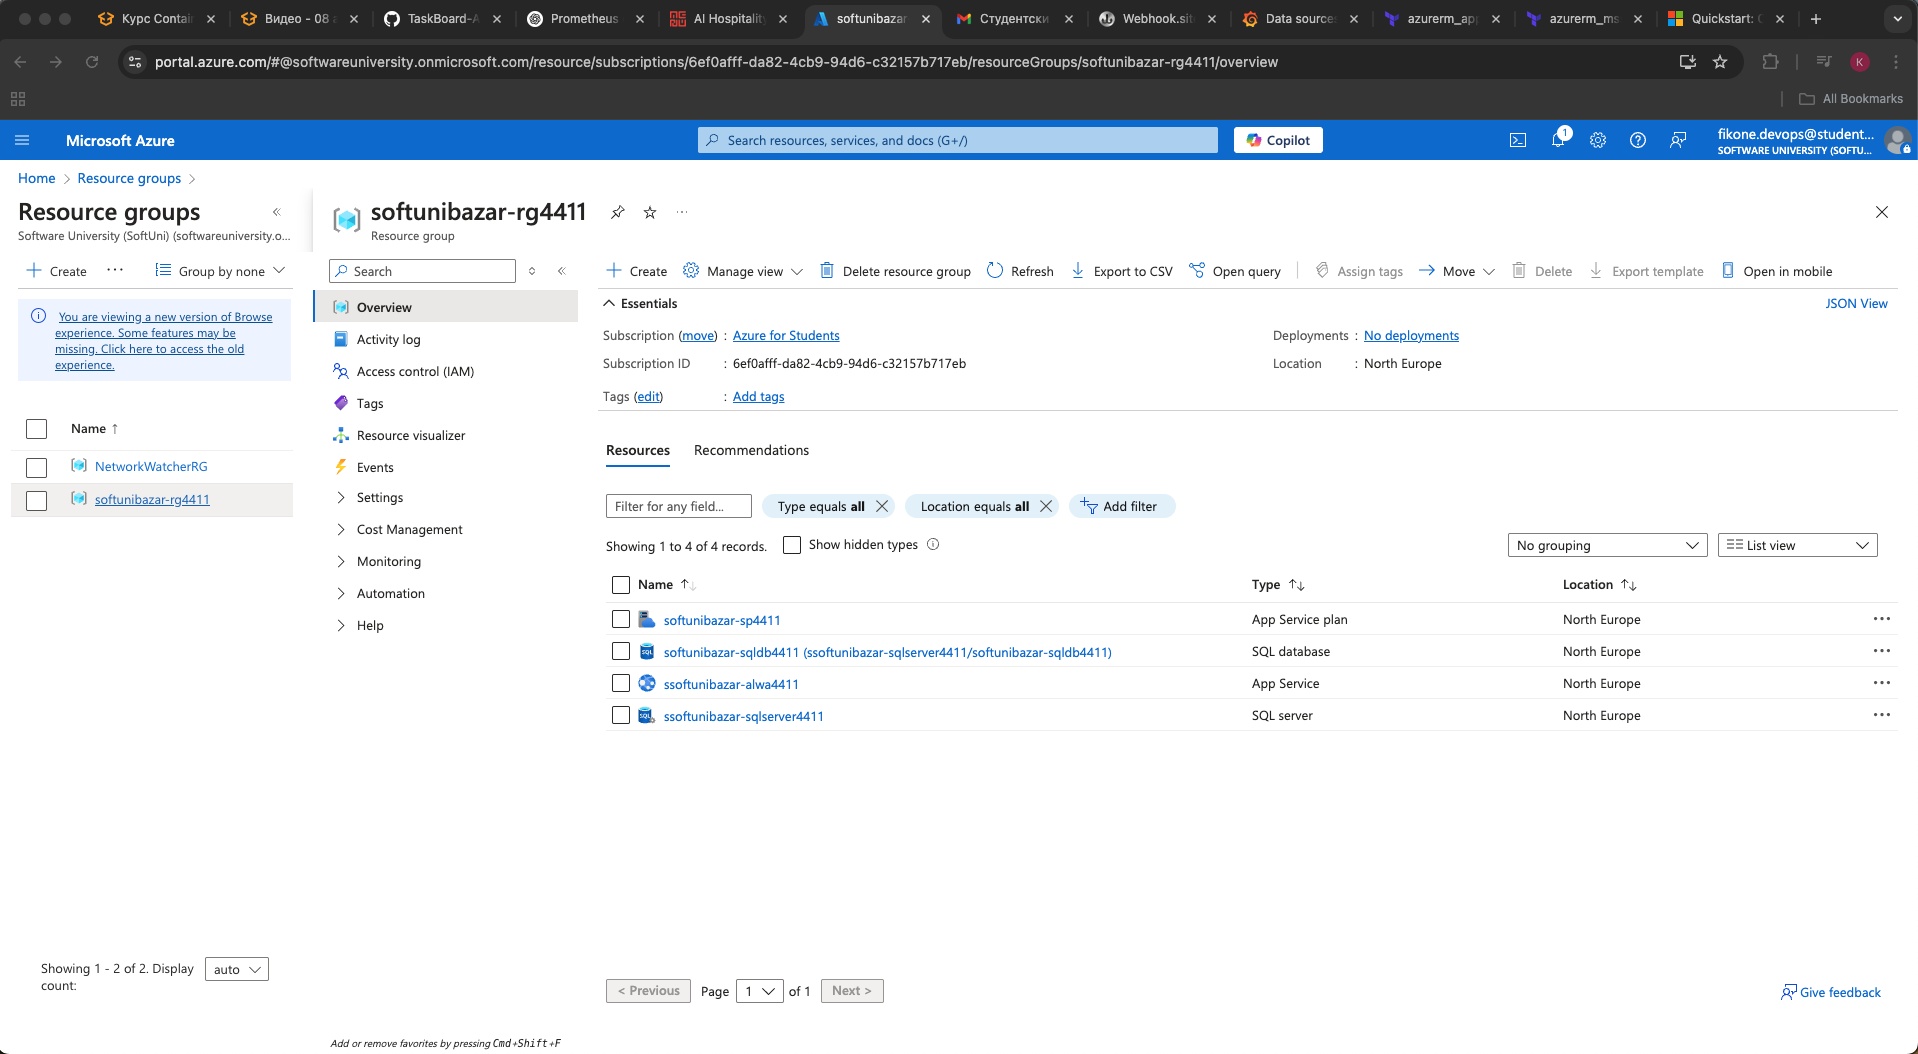 Курс Contain
Видео - 08
TaskBoard-A
Prometheus
AI Hospitality
softunibazar
Студентски
Webhook.site
Data sources
azurerm_app
azurerm_ms
Quickstart:
portal.azure.com/#@softwareuniversity.onmicrosoft.com/resource/subscriptions/6ef0afff-da82-4cb9-94d6-c32157b717eb/resourceGroups/softunibazar-rg4411/overview
K
All Bookmarks
Microsoft Azure
Search resources, services, and docs (G+/)
Copilot
1
fikone.devops@student...
SOFTWARE UNIVERSITY (SOFTU...
Home
Resource groups
Resource groups
Software University (SoftUni) (softwareuniversity.o...
softunibazar-rg4411
Resource group
Create
Group by none
Search
Create
Manage view
Delete resource group
Refresh
Export to CSV
Open query
Assign tags
Move
Delete
Export template
Open in mobile
You are viewing a new version of Browse
experience. Some features may be
missing. Click here to access the old
experience.
Name ↑
NetworkWatcherRG
softunibazar-rg4411
Showing 1 - 2 of 2. Display
count:
auto
Overview
Activity log
Access control (IAM)
Tags
Resource visualizer
Events
Settings
Cost Management
Monitoring
Automation
Help
Add or remove favorites by pressing Cmd+Shift+F
Essentials
JSON View
Subscription (move) : Azure for Students
Deployments : No deployments
Subscription ID : 6ef0afff-da82-4cb9-94d6-c32157b717eb
Location : North Europe
Tags (edit) : Add tags
Resources
Recommendations
Filter for any field...
Type equals all
Location equals all
Add filter
Showing 1 to 4 of 4 records.
Show hidden types
No grouping
List view
Name ↑↓
Type ↑↓
Location ↑↓
softunibazar-sp4411
App Service plan
North Europe
softunibazar-sqldb4411 (ssoftunibazar-sqlserver4411/softunibazar-sqldb4411)
SQL database
North Europe
ssoftunibazar-alwa4411
App Service
North Europe
ssoftunibazar-sqlserver4411
SQL server
North Europe
< Previous
Page
1
of 1
Next >
Give feedback